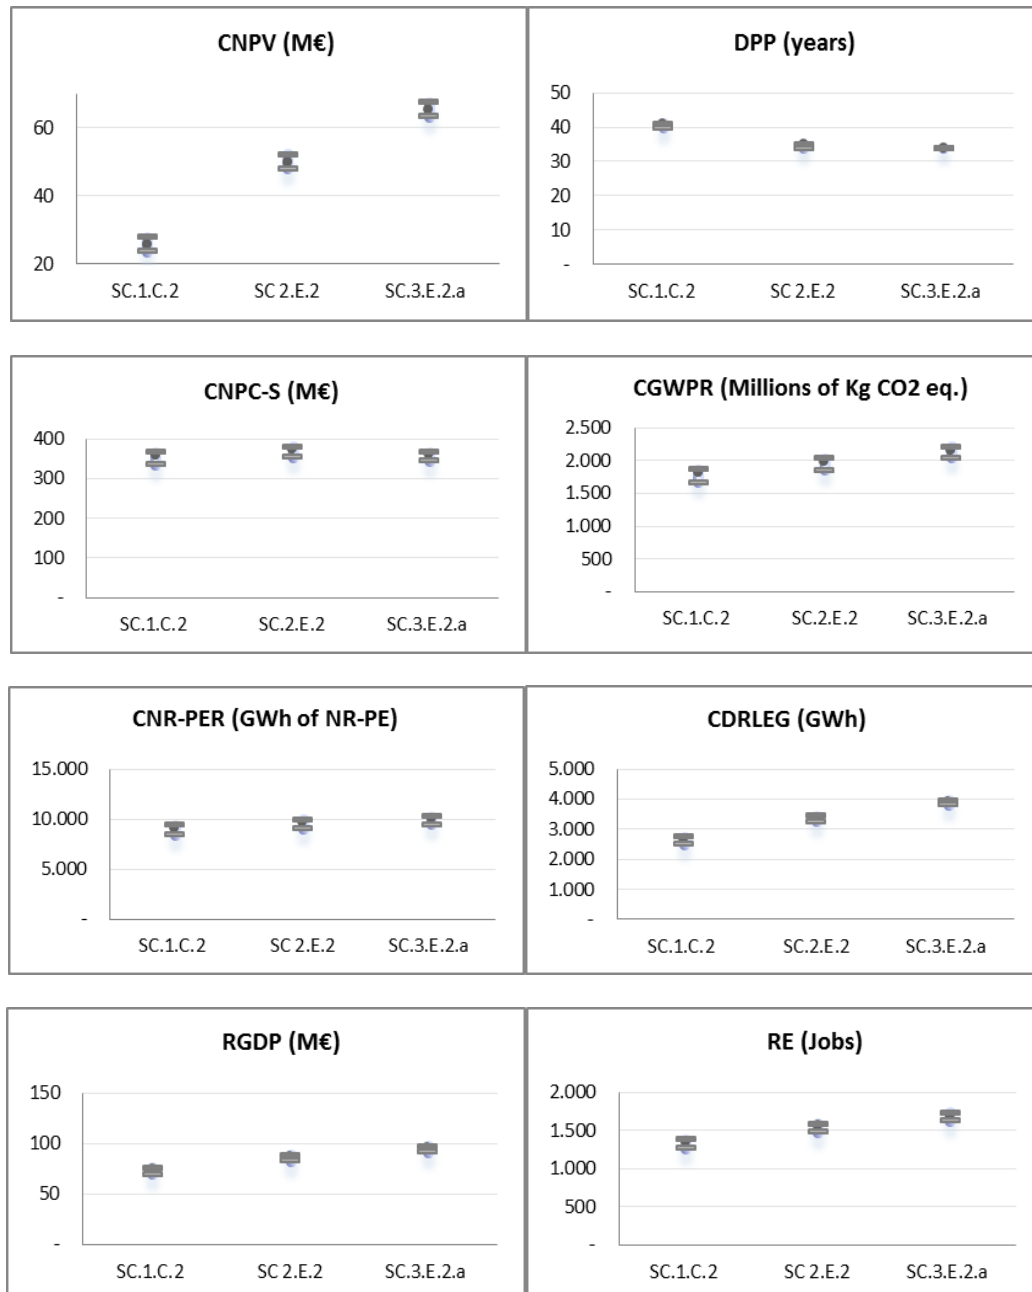 CNPV (M€)
60
40
20
SC.1.C.2 SC 2.E.2 SC.3.E.2.a
DPP (years)
50
40
30
20
10
-
SC.1.C.2 SC 2.E.2 SC.3.E.2.a
CNPC-S (M€)
400
300
200
100
-
SC.1.C.2 SC.2.E.2 SC.3.E.2.a
CGWPR (Millions of Kg CO2 eq.)
2.500
2.000
1.500
1.000
500
-
SC.1.C.2 SC.2.E.2 SC.3.E.2.a
CNR-PER (GWh of NR-PE)
15.000
10.000
5.000
-
SC.1.C.2 SC 2.E.2 SC.3.E.2.a
CDRLEG (GWh)
5.000
4.000
3.000
2.000
1.000
-
SC.1.C.2 SC.2.E.2 SC.3.E.2.a
RGDP (M€)
150
100
50
-
SC.1.C.2 SC 2.E.2 SC.3.E.2.a
RE (Jobs)
2.000
1.500
1.000
500
-
SC.1.C.2 SC 2.E.2 SC.3.E.2.a